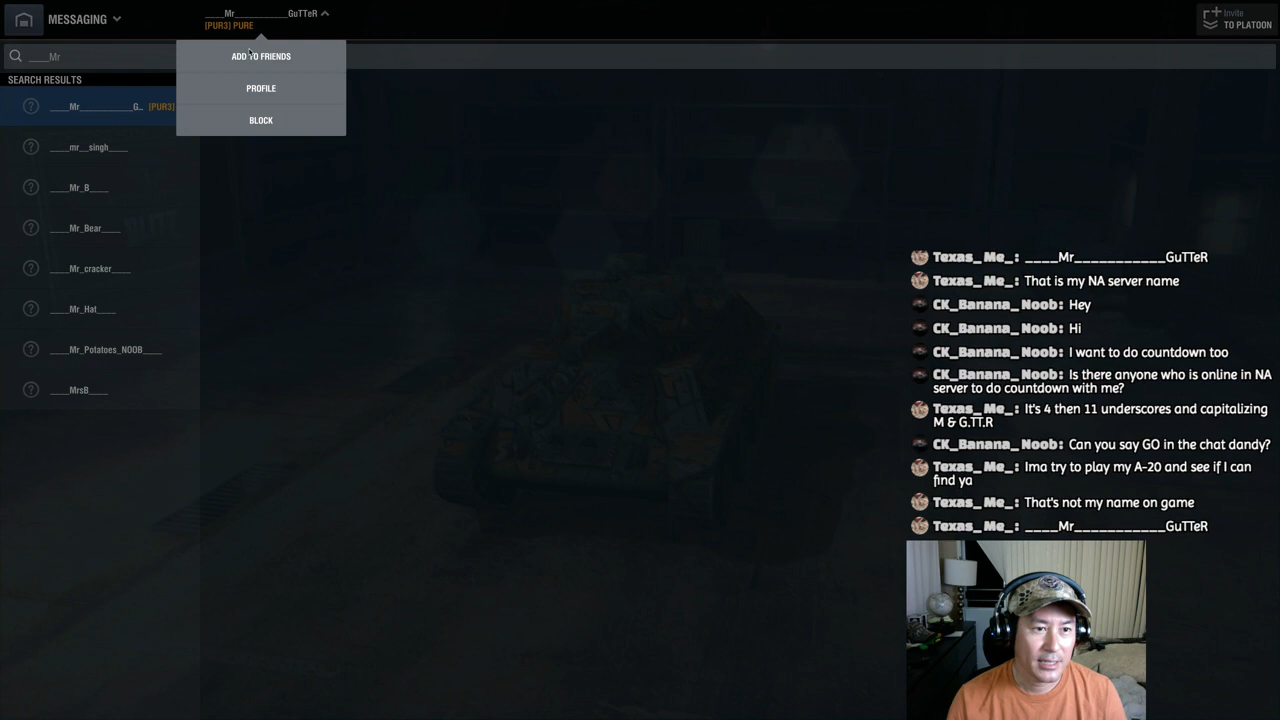 MESSAGING
____Mr___________GuTTeR
[PUR3] PURE
Invite
TO PLATOON
____Mr
ADD TO FRIENDS
PROFILE
BLOCK
SEARCH RESULTS
____Mr___________G.. [PUR3]
____mr__singh____
____Mr_B____
____Mr_Bear____
____Mr_cracker____
____Mr_Hat____
____Mr_Potatoes_NOOB____
____MrsB____
Texas_Me_: ____Mr___________GuTTeR
Texas_Me_: That is my NA server name
CK_Banana_Noob: Hey
CK_Banana_Noob: Hi
CK_Banana_Noob: I want to do countdown too
CK_Banana_Noob: Is there anyone who is online in NA
server to do countdown with me?
Texas_Me_: It's 4 then 11 underscores and capitalizing
M & G.TT.R
CK_Banana_Noob: Can you say GO in the chat dandy?
Texas_Me_: Ima try to play my A-20 and see if I can
find ya
Texas_Me_: That's not my name on game
Texas_Me_: ____Mr___________GuTTeR